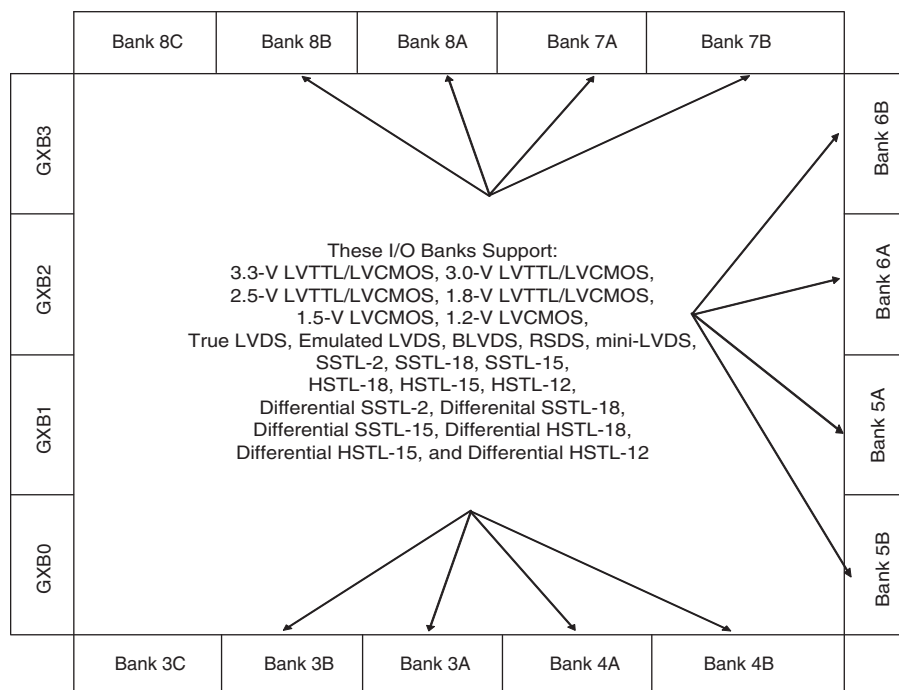 Bank 8C Bank 8B Bank 8A Bank 7A Bank 7B
GXB3
GXB2
GXB1
GXB0
These I/O Banks Support:
3.3-V LVTTL/LVCMOS, 3.0-V LVTTL/LVCMOS,
2.5-V LVTTL/LVCMOS, 1.8-V LVTTL/LVCMOS,
1.5-V LVCMOS, 1.2-V LVCMOS,
True LVDS, Emulated LVDS, BLVDS, RSDS, mini-LVDS,
SSTL-2, SSTL-18, SSTL-15,
HSTL-18, HSTL-15, HSTL-12,
Differential SSTL-2, Differenital SSTL-18,
Differential SSTL-15, Differential HSTL-18,
Differential HSTL-15, and Differential HSTL-12
Bank 6B
Bank 6A
Bank 5A
Bank 5B
Bank 3C Bank 3B Bank 3A Bank 4A Bank 4B